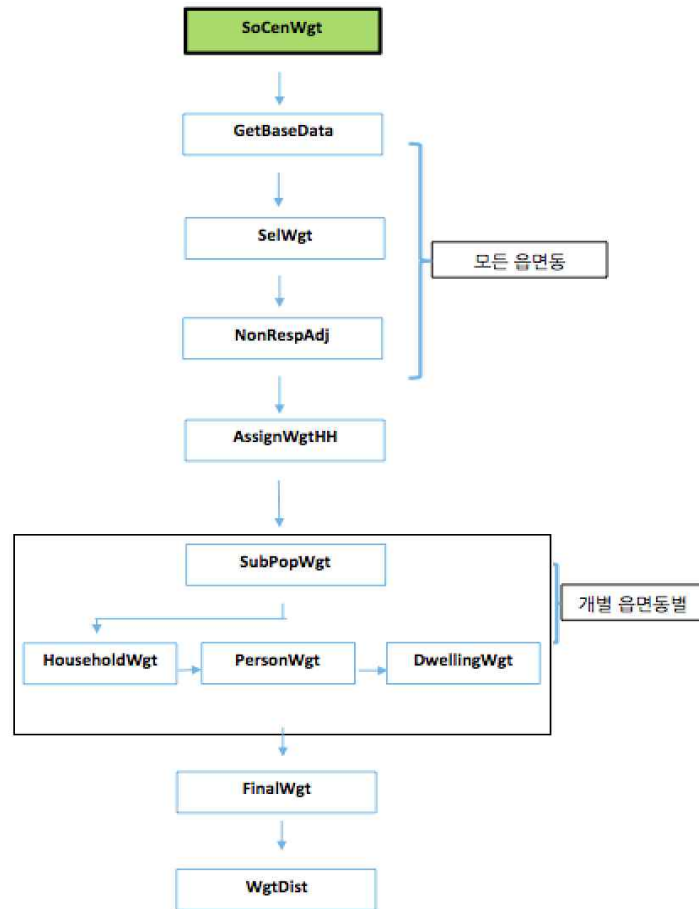 SoCenWgt
GetBaseData
SelWgt
모든 읍면동
NonRespAdj
AssignWgtHH
SubPopWgt
개별 읍면동별
HouseholdWgt
PersonWgt
DwellingWgt
FinalWgt
WgtDist